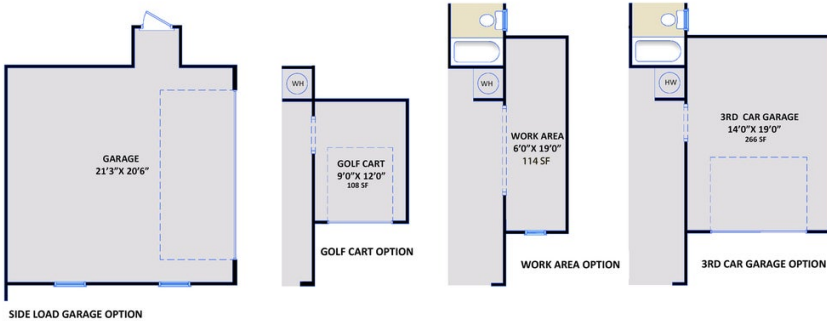 GARAGE
21'3"X 20'6"
SIDE LOAD GARAGE OPTION
WH
GOLF CART
9'0"X 12'0"
108 SF
GOLF CART OPTION
WH
WORK AREA
6'0"X 19'0"
114 SF
WORK AREA OPTION
HW
3RD CAR GARAGE
14'0"X 19'0"
266 SF
3RD CAR GARAGE OPTION